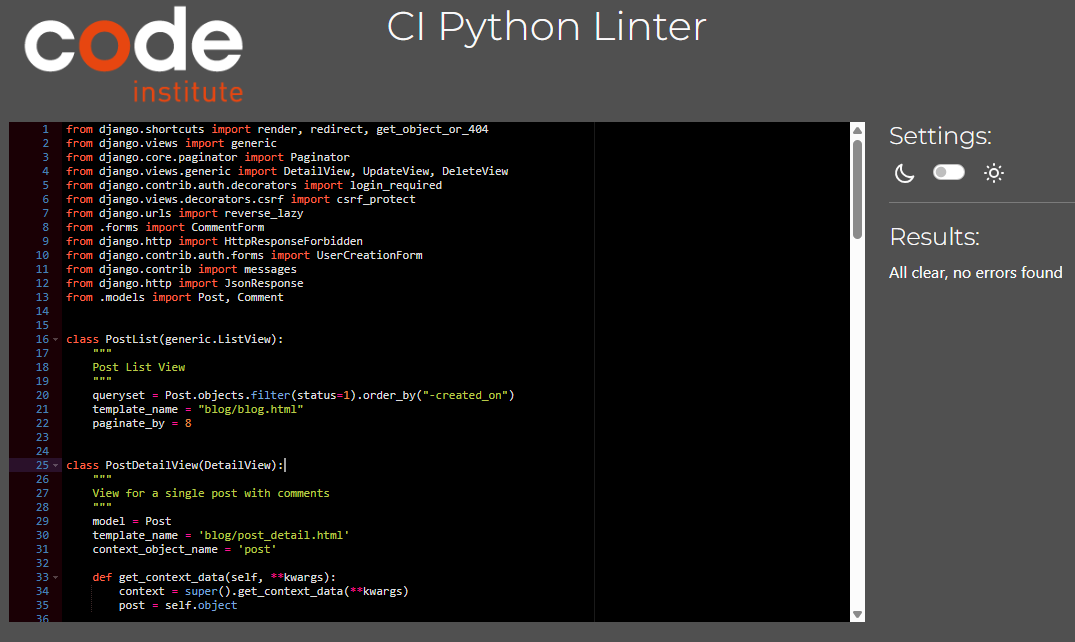 code
institute
CI Python Linter
1 from django.shortcuts import render, redirect, get_object_or_404
2 from django.views import generic
3 from django.core.paginator import Paginator
4 from django.views.generic import DetailView, UpdateView, DeleteView
5 from django.contrib.auth.decorators import login_required
6 from django.views.decorators.csrf import csrf_protect
7 from django.urls import reverse_lazy
8 from .forms import CommentForm
9 from django.http import HttpResponseForbidden
10 from django.contrib.auth.forms import UserCreationForm
11 from django.contrib import messages
12 from django.http import JsonResponse
13 from .models import Post, Comment
14
15
16 class PostList(generic.ListView):
17     """
18     Post List View
19     """
20     queryset = Post.objects.filter(status=1).order_by("-created_on")
21     template_name = "blog/blog.html"
22     paginate_by = 8
23
24
25 class PostDetailView(DetailView):
26     """
27     View for a single post with comments
28     """
29     model = Post
30     template_name = 'blog/post_detail.html'
31     context_object_name = 'post'
32
33     def get_context_data(self, **kwargs):
34         context = super().get_context_data(**kwargs)
35         post = self.object
36
Settings:
Results:
All clear, no errors found